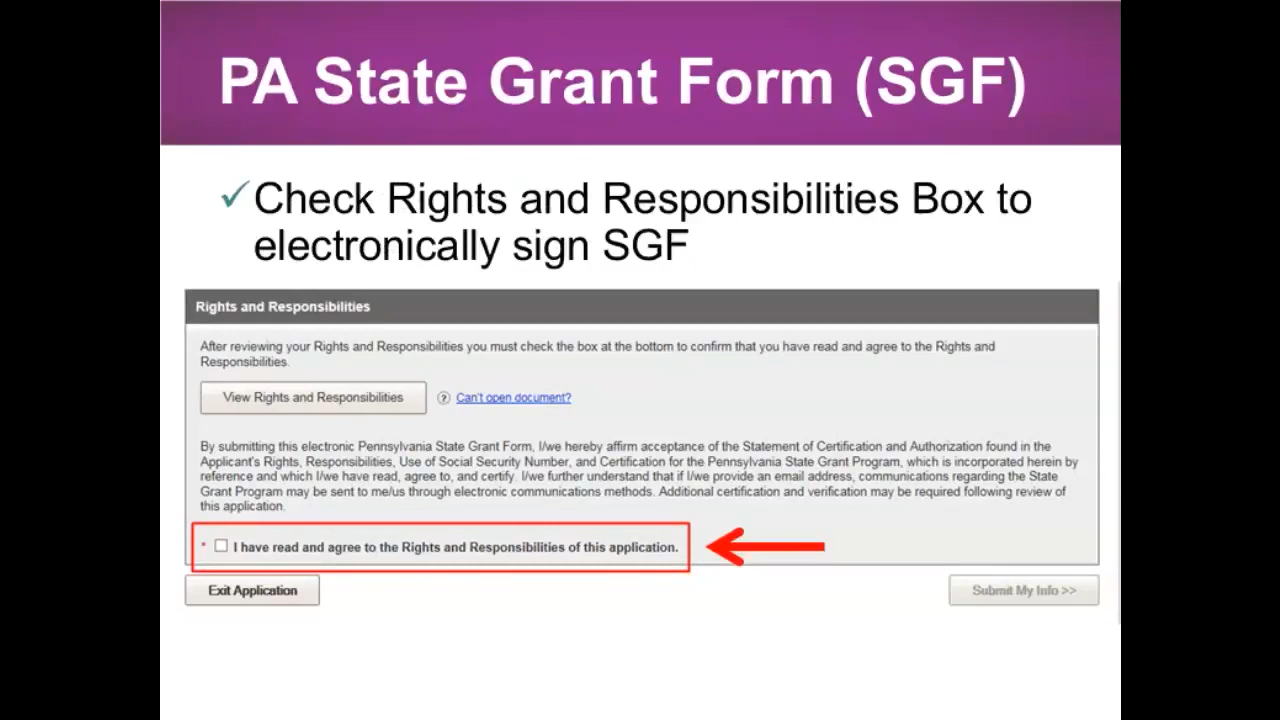 PA State Grant Form (SGF)
✓Check Rights and Responsibilities Box to
electronically sign SGF
Rights and Responsibilities
After reviewing your Rights and Responsibilities you must check the box at the bottom to confirm that you have read and agree to the Rights and
Responsibilities.
View Rights and Responsibilities ? Can't open document?
By submitting this electronic Pennsylvania State Grant Form, I/we hereby affirm acceptance of the Statement of Certification and Authorization found in the
Applicant's Rights, Responsibilities, Use of Social Security Number, and Certification for the Pennsylvania State Grant Program, which is incorporated herein by
reference and which I/we have read, agree to, and certify. I/we further understand that if I/we provide an email address, communications regarding the State
Grant Program may be sent to me/us through electronic communications methods. Additional certification and verification may be required following review of
this application.
* I have read and agree to the Rights and Responsibilities of this application.
Exit Application Submit My Info >>